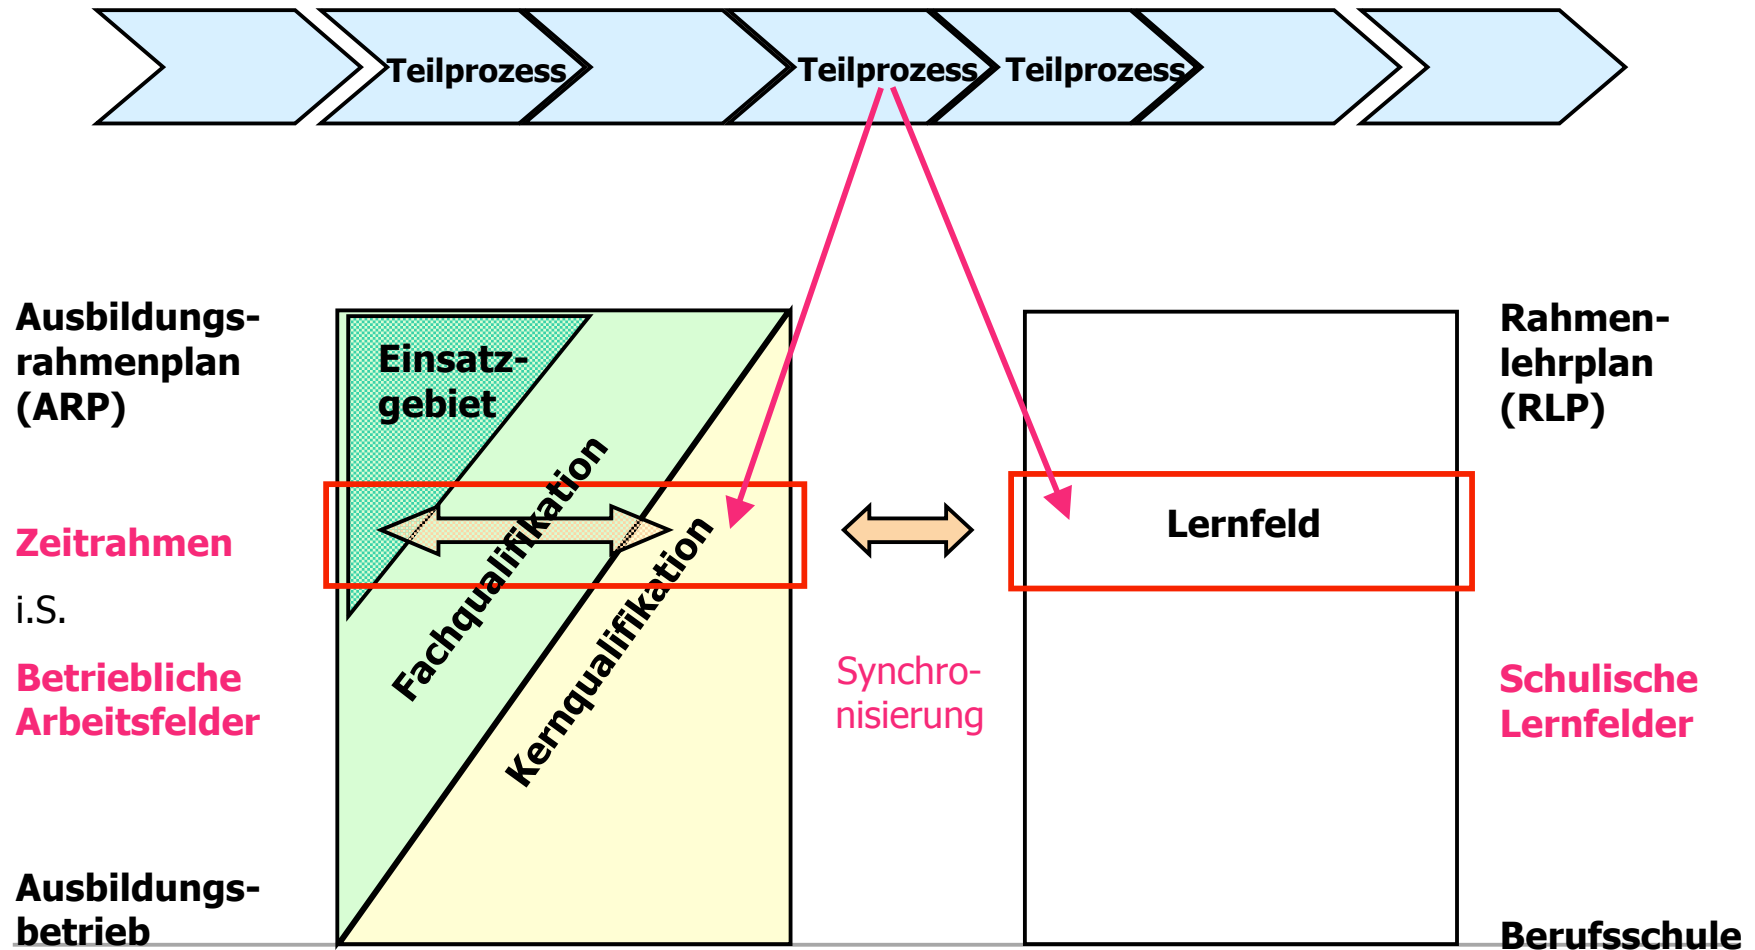 Teilprozess
Teilprozess
Teilprozess
Ausbildungs-
rahmenplan
(ARP)
Einsatz-
gebiet
Rahmen-
lehrplan
(RLP)
Fachqualifikation
Kernqualifikation
Lernfeld
Zeitrahmen
i.S.
Betriebliche
Arbeitsfelder
Synchro-
nisierung
Schulische
Lernfelder
Ausbildungs-
betrieb
Berufsschule